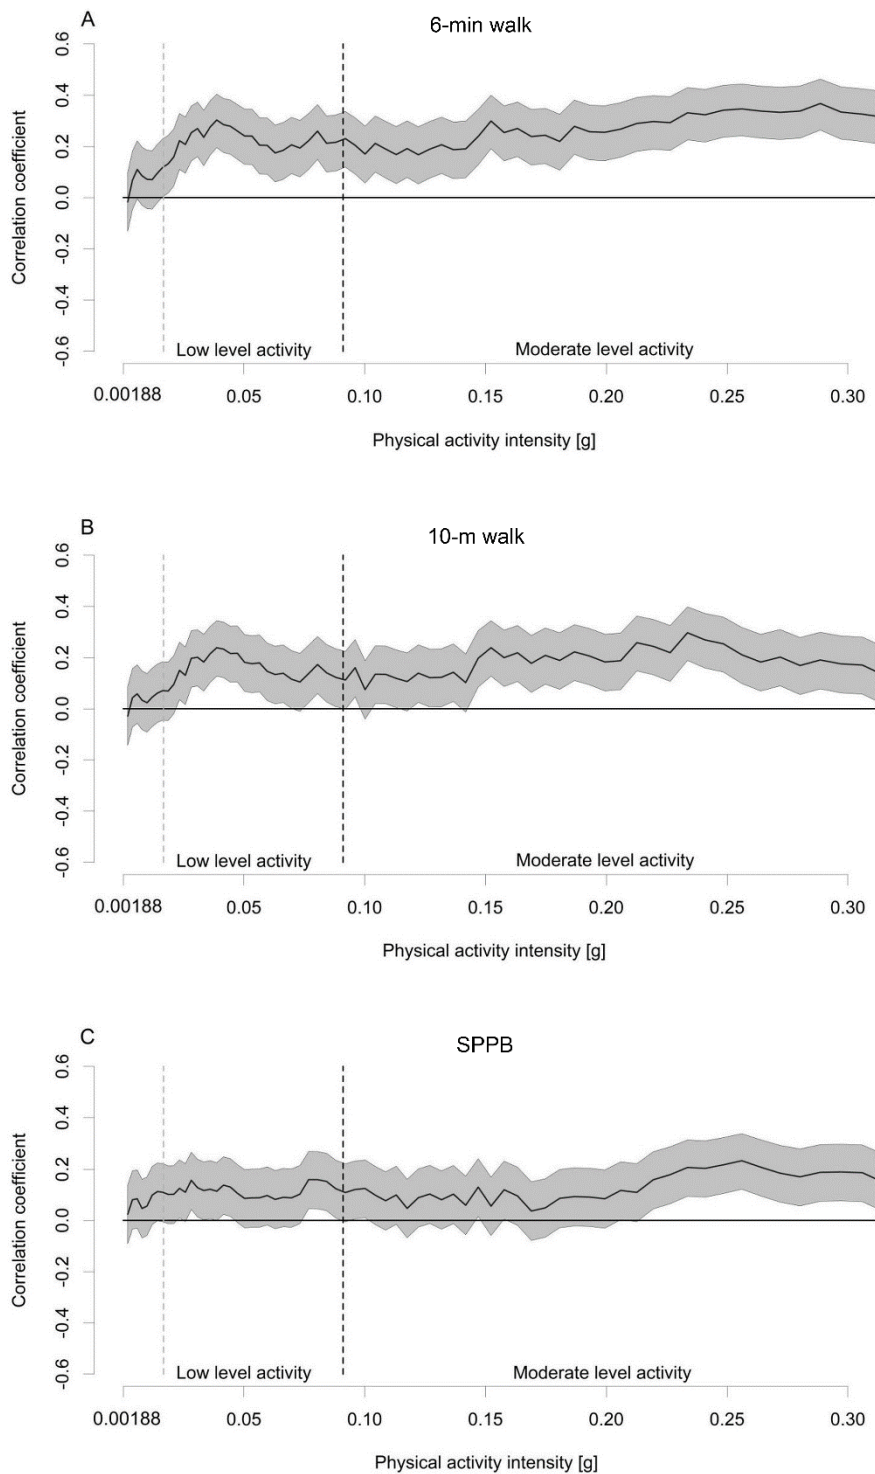 A
6-min walk
Correlation coefficient
0.6
0.4
0.2
0.0
-0.2
-0.4
-0.6
Low level activity
Moderate level activity
0.00188 0.05 0.10 0.15 0.20 0.25 0.30
Physical activity intensity [g]
B
10-m walk
Correlation coefficient
0.6
0.4
0.2
0.0
-0.2
-0.4
-0.6
Low level activity
Moderate level activity
0.00188 0.05 0.10 0.15 0.20 0.25 0.30
Physical activity intensity [g]
C
SPPB
Correlation coefficient
0.6
0.4
0.2
0.0
-0.2
-0.4
-0.6
Low level activity
Moderate level activity
0.00188 0.05 0.10 0.15 0.20 0.25 0.30
Physical activity intensity [g]